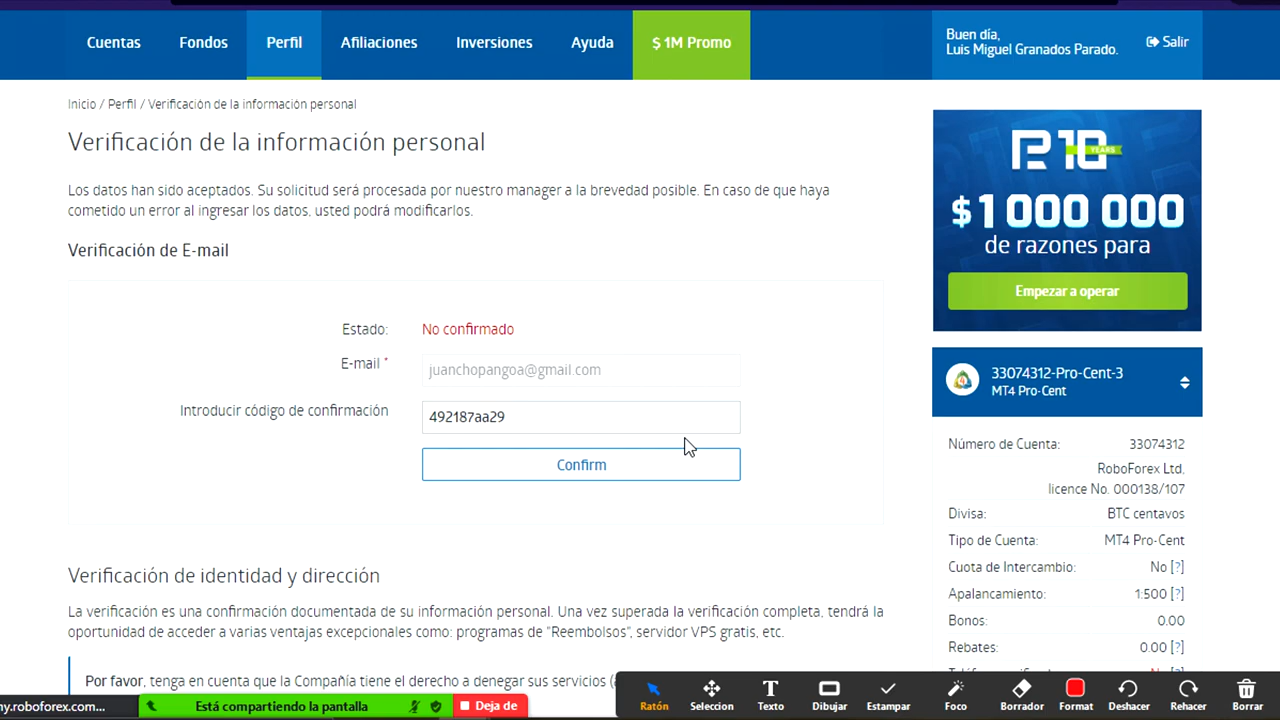 Cuentas
Fondos
Perfil
Afiliaciones
Inversiones
Ayuda
$ 1M Promo
Buen día,
Luis Miguel Granados Parado.
Salir
Inicio / Perfil / Verificación de la información personal
Verificación de la información personal
Los datos han sido aceptados. Su solicitud será procesada por nuestro manager a la brevedad posible. En caso de que haya
cometido un error al ingresar los datos, usted podrá modificarlos.
Verificación de E-mail
Estado: No confirmado
E-mail * juanchopangoa@gmail.com
Introducir código de confirmación 492187aa29
Confirm
Verificación de identidad y dirección
La verificación es una confirmación documentada de su información personal. Una vez superada la verificación completa, tendrá la
oportunidad de acceder a varias ventajas excepcionales como: programas de "Reembolsos", servidor VPS gratis, etc.
Por favor, tenga en cuenta que la Compañía tiene el derecho a denegar sus servicios
10
YEARS
$1 000 000
de razones para
Empezar a operar
33074312-Pro-Cent-3
MT4 Pro-Cent
Número de Cuenta: 33074312
RoboForex Ltd,
licence No. 000138/107
Divisa: BTC centavos
Tipo de Cuenta: MT4 Pro-Cent
Cuota de Intercambio: No [?]
Apalancamiento: 1:500 [?]
Bonos: 0.00
Rebates: 0.00 [?]
ny.roboforex.com...
Está compartiendo la pantalla
Deja de
Ratón
Seleccion
Texto
Dibujar
Estampar
Foco
Borrador
Format
Deshacer
Rehacer
Borrar